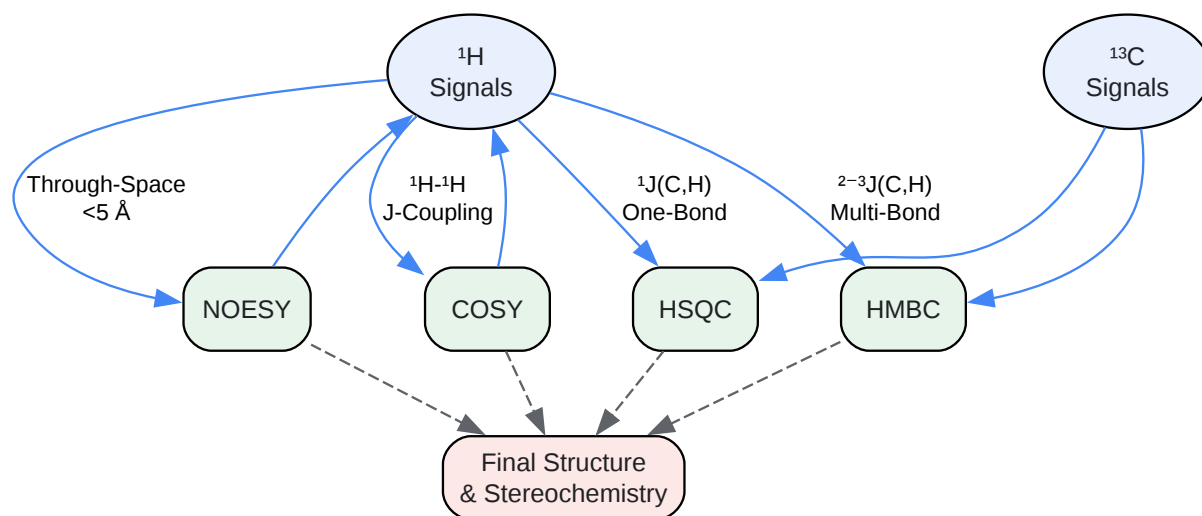 ¹H
Signals
¹³C
Signals
Through-Space
<5 Å
¹H-¹H
J-Coupling
¹J(C,H)
One-Bond
²⁻³J(C,H)
Multi-Bond
NOESY
COSY
HSQC
HMBC
Final Structure
& Stereochemistry